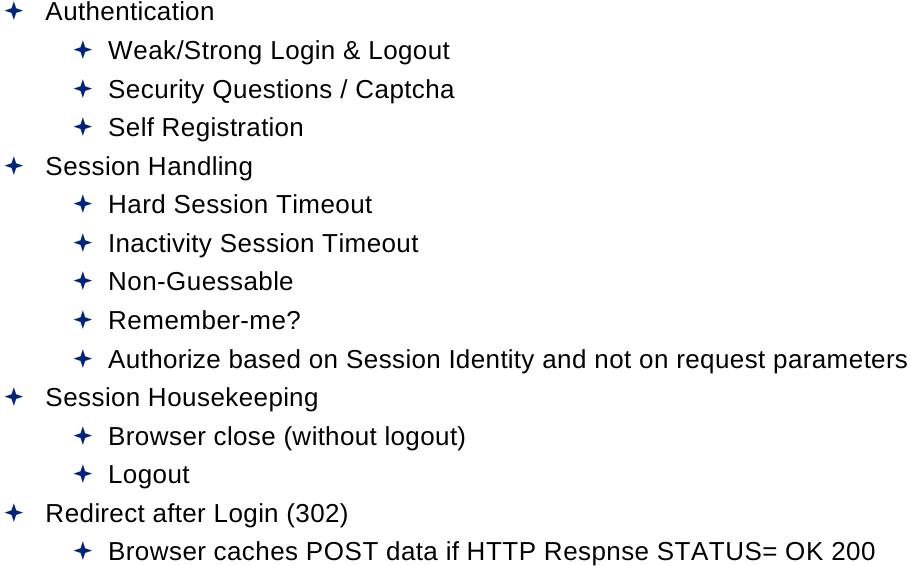 Authentication
Weak/Strong Login & Logout
Security Questions / Captcha
Self Registration
Session Handling
Hard Session Timeout
Inactivity Session Timeout
Non-Guessable
Remember-me?
Authorize based on Session Identity and not on request parameters
Session Housekeeping
Browser close (without logout)
Logout
Redirect after Login (302)
Browser caches POST data if HTTP Respnse STATUS= OK 200